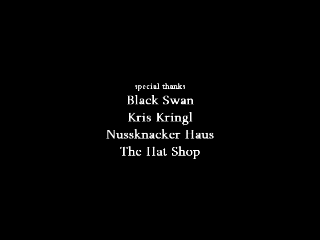 special thanks
Black Swan
Kris Kringl
Nussknacker Haus
The Hat Shop